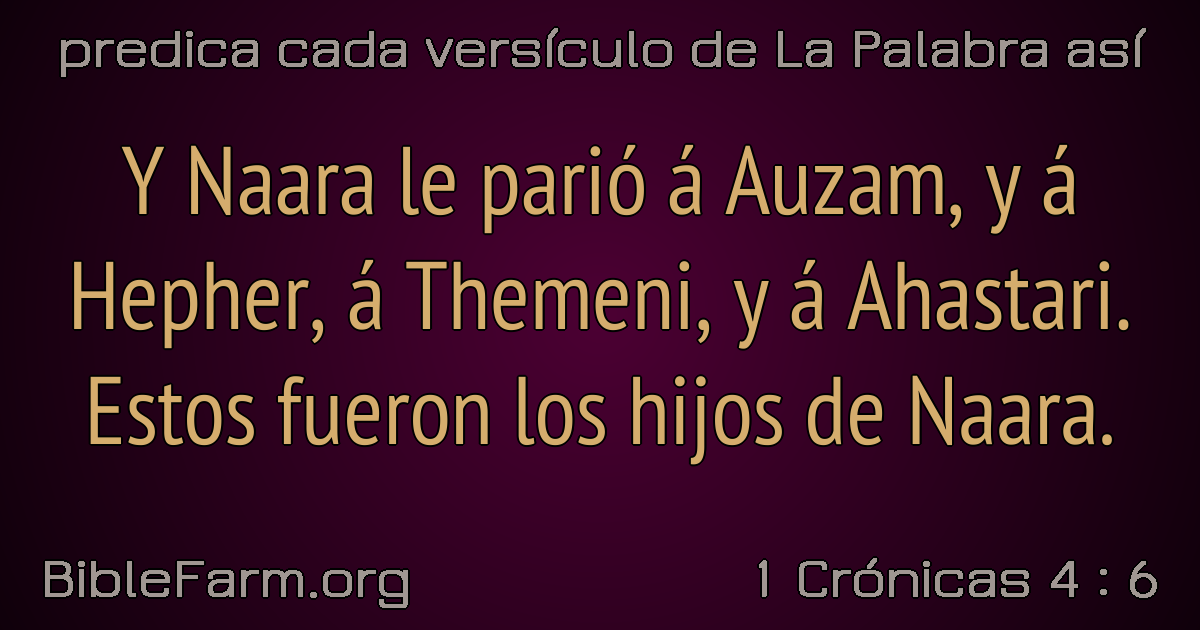 predica cada versículo de La Palabra así
Y Naara le parió á Auzam, y á
Hepher, á Themeni, y á Ahastari.
Estos fueron los hijos de Naara.
BibleFarm.org
1 Crónicas 4 : 6